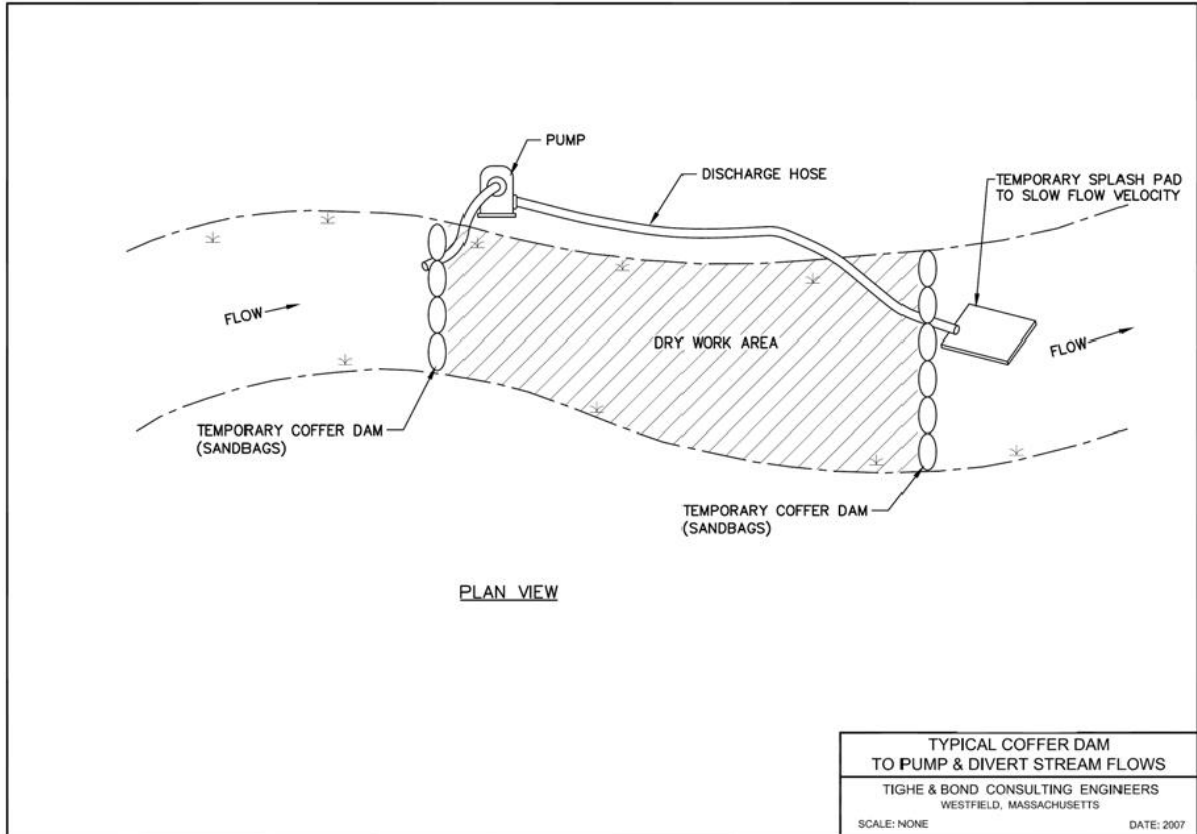 PUMP
DISCHARGE HOSE
TEMPORARY SPLASH PAD
TO SLOW FLOW VELOCITY
FLOW
DRY WORK AREA
FLOW
TEMPORARY COFFER DAM
(SANDBAGS)
TEMPORARY COFFER DAM
(SANDBAGS)
PLAN VIEW
TYPICAL COFFER DAM
TO PUMP & DIVERT STREAM FLOWS
TIGHE & BOND CONSULTING ENGINEERS
WESTFIELD, MASSACHUSETTS
SCALE: NONE DATE: 2007